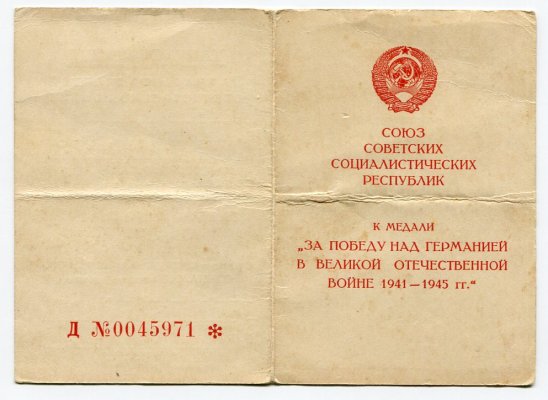 Д №0045971 *
СОЮЗ
СОВЕТСКИХ
СОЦИАЛИСТИЧЕСКИХ
РЕСПУБЛИК
К МЕДАЛИ
„ЗА ПОБЕДУ НАД ГЕРМАНИЕЙ
В ВЕЛИКОЙ ОТЕЧЕСТВЕННОЙ
ВОЙНЕ 1941—1945 гг.“